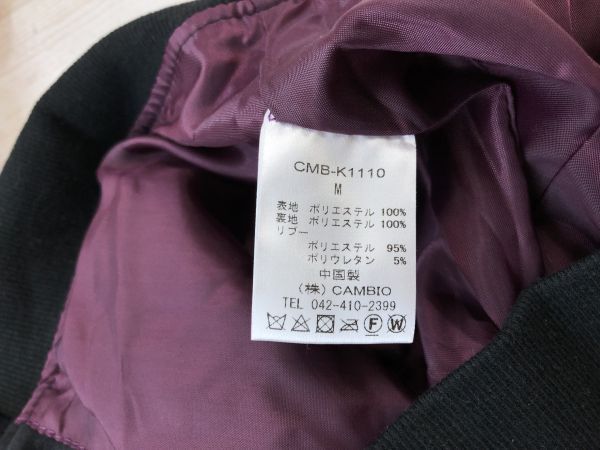 CMB-K1110
M
表地 ポリエステル 100%
裏地 ポリエステル 100%
リブー
ポリエステル 95%
ポリウレタン 5%
中国製
(株) CAMBIO
TEL 042-410-2399
F W